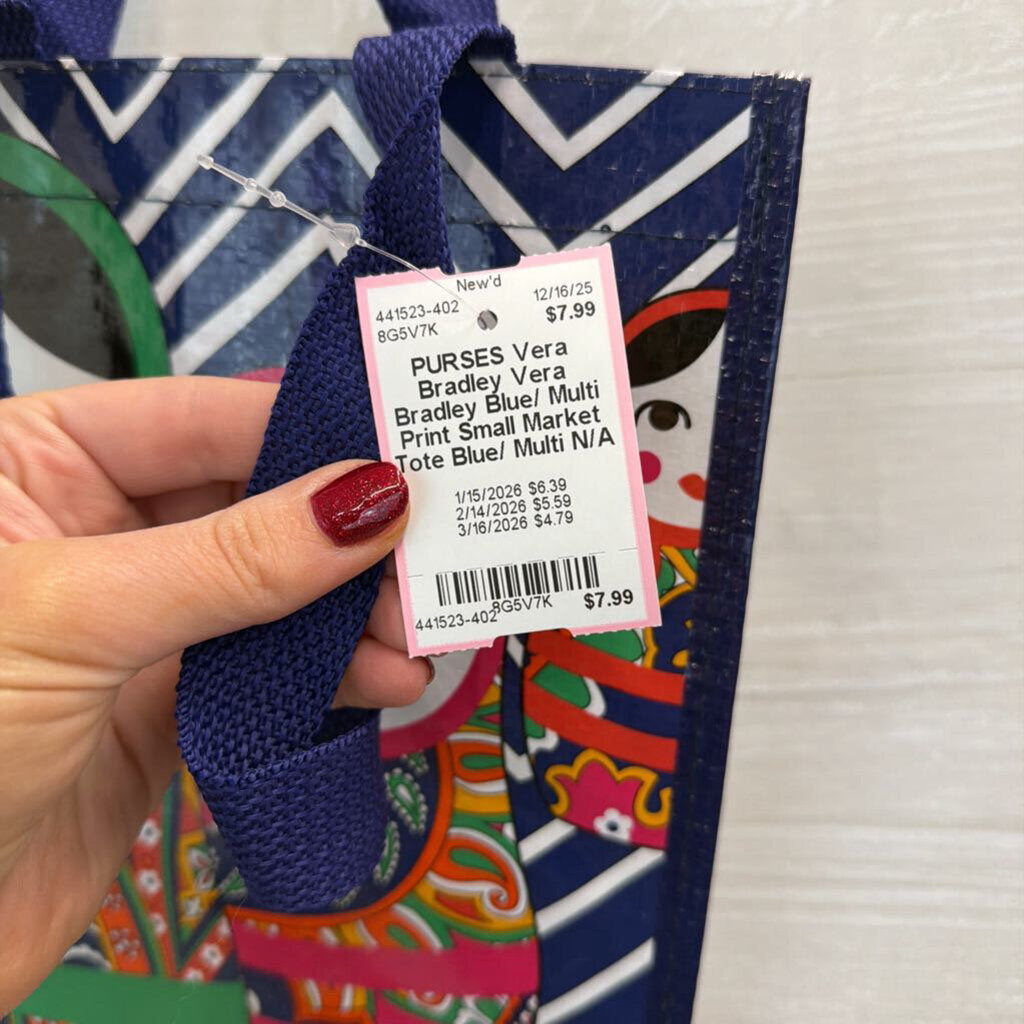 New'd
441523-402 12/16/25
8G5V7K $7.99
PURSES Vera
Bradley Vera
Bradley Blue/ Multi
Print Small Market
Tote Blue/ Multi N/A
1/15/2026 $6.39
2/14/2026 $5.59
3/16/2026 $4.79
441523-402 8G5V7K $7.99